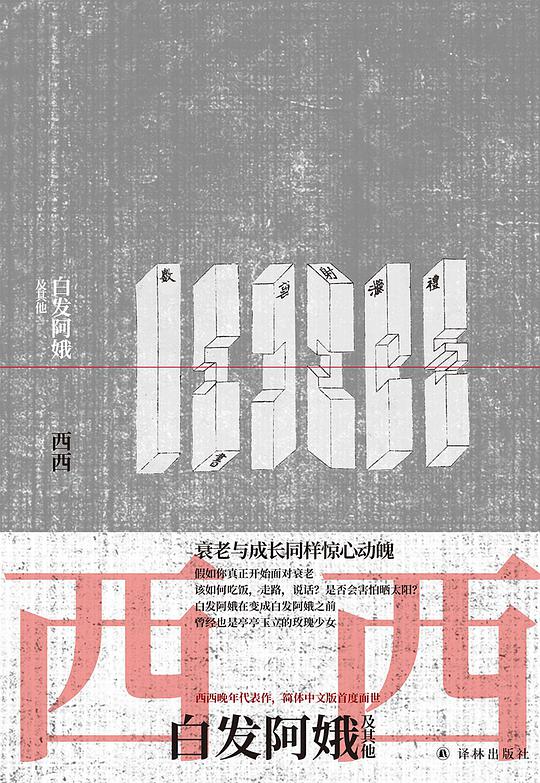 白发阿娥
及其他
西西
數
書
御
射
樂
禮
衰老与成长同样惊心动魄
假如你真正开始面对衰老
该如何吃饭,走路,说话?是否会害怕晒太阳?
白发阿娥在变成白发阿娥之前
曾经也是亭亭玉立的玫瑰少女
西西
西西晚年代表作,简体中文版首度面世
白发阿娥
及其他
译林出版社